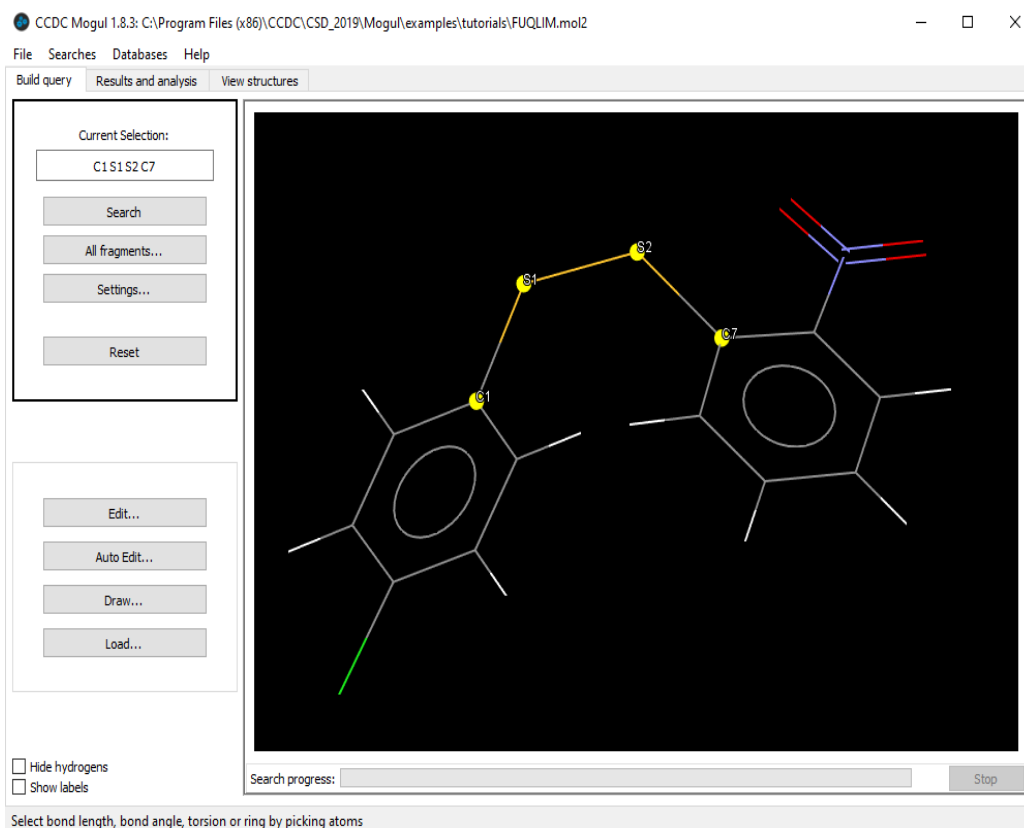 CCDC Mogul 1.8.3: C:\Program Files (x86)\CCDC\CSD_2019\Mogul\examples\tutorials\FUQLIM.mol2
File Searches Databases Help
Build query Results and analysis View structures
Current Selection:
C1 S1 S2 C7
Search
All fragments...
Settings...
Reset
Edit...
Auto Edit...
Draw...
Load...
Hide hydrogens
Show labels
S2
S1
C7
C1
Search progress:
Stop
Select bond length, bond angle, torsion or ring by picking atoms